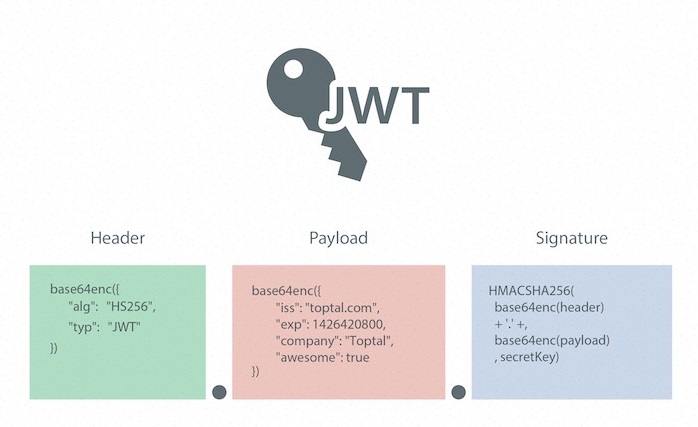 JWT
Header
base64enc({
"alg": "HS256",
"typ": "JWT"
})
Payload
base64enc({
"iss": "toptal.com",
"exp": 1426420800,
"company": "Toptal",
"awesome": true
})
Signature
HMACSHA256(
base64enc(header)
+ '.' +,
base64enc(payload)
, secretKey)